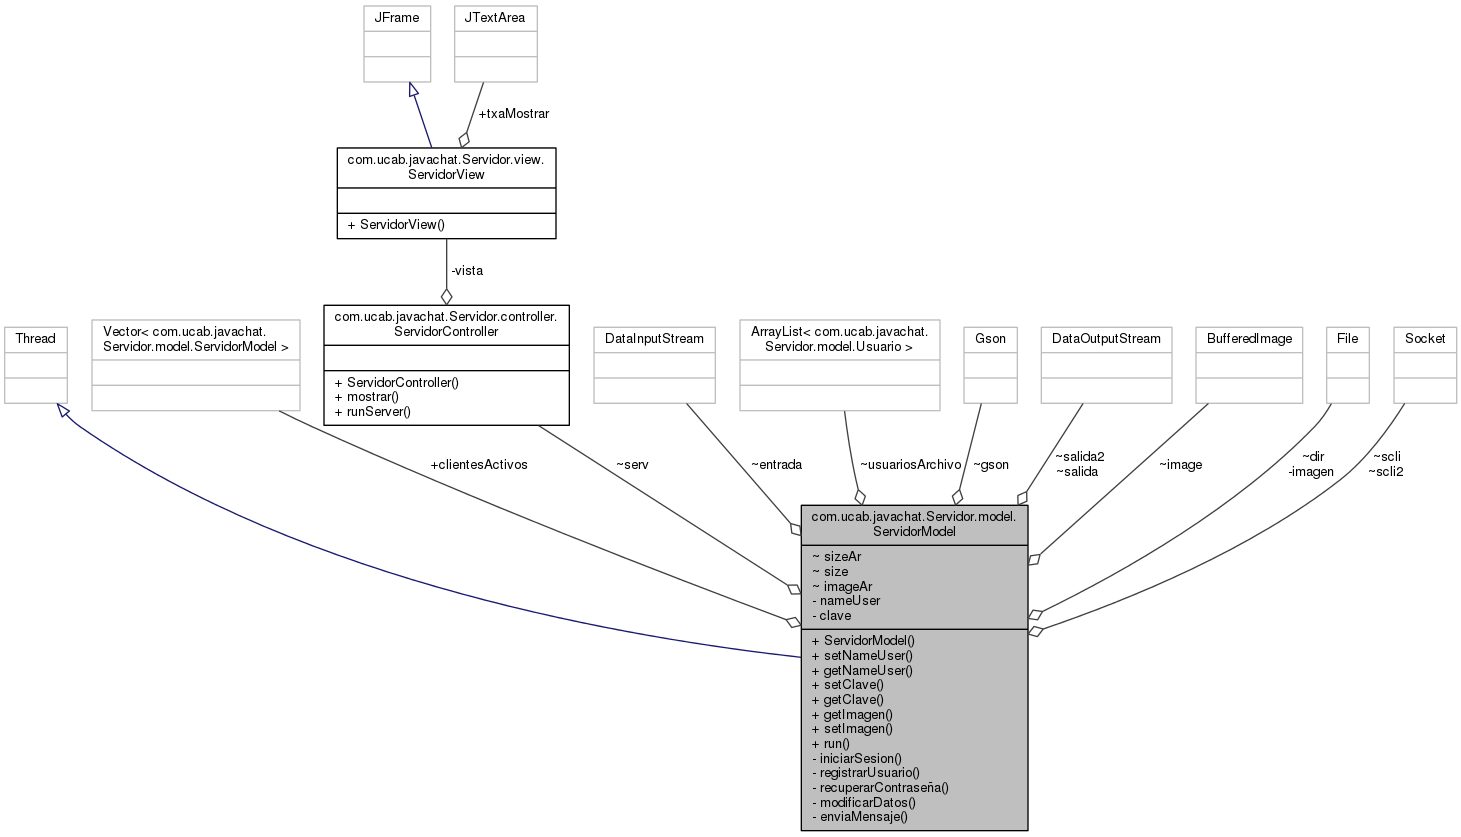 JFrame
JTextArea
+txaMostrar
com.ucab.javachat.Servidor.view.
ServidorView
+ ServidorView()
-vista
Thread
Vector< com.ucab.javachat.
Servidor.model.ServidorModel >
com.ucab.javachat.Servidor.controller.
ServidorController
+ ServidorController()
+ mostrar()
+ runServer()
DataInputStream
ArrayList< com.ucab.javachat.
Servidor.model.Usuario >
Gson
DataOutputStream
BufferedImage
File
Socket
+clientesActivos
~serv
~entrada
~usuariosArchivo
~gson
~salida2
~salida
~image
~dir
-imagen
~scli
~scli2
com.ucab.javachat.Servidor.model.
ServidorModel
~ sizeAr
~ size
~ imageAr
- nameUser
- clave
+ ServidorModel()
+ setNameUser()
+ getNameUser()
+ setClave()
+ getClave()
+ getImagen()
+ setImagen()
+ run()
- iniciarSesion()
- registrarUsuario()
- recuperarContraseña()
- modificarDatos()
- enviaMensaje()